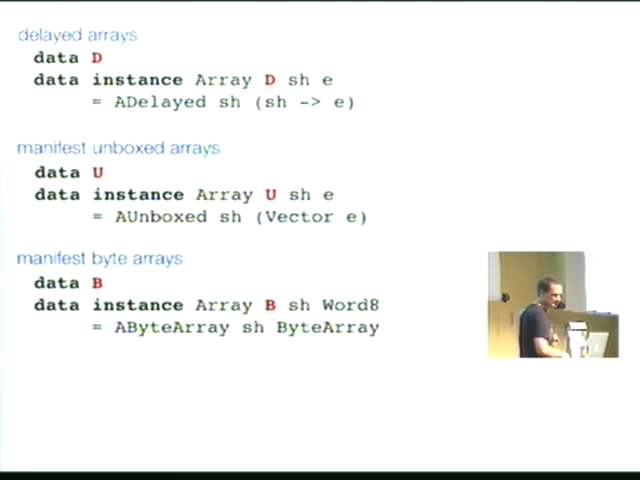 delayed arrays
data D
data instance Array D sh e
= ADelayed sh (sh -> e)
manifest unboxed arrays
data U
data instance Array U sh e
= AUnboxed sh (Vector e)
manifest byte arrays
data B
data instance Array B sh Word8
= AByteArray sh ByteArray